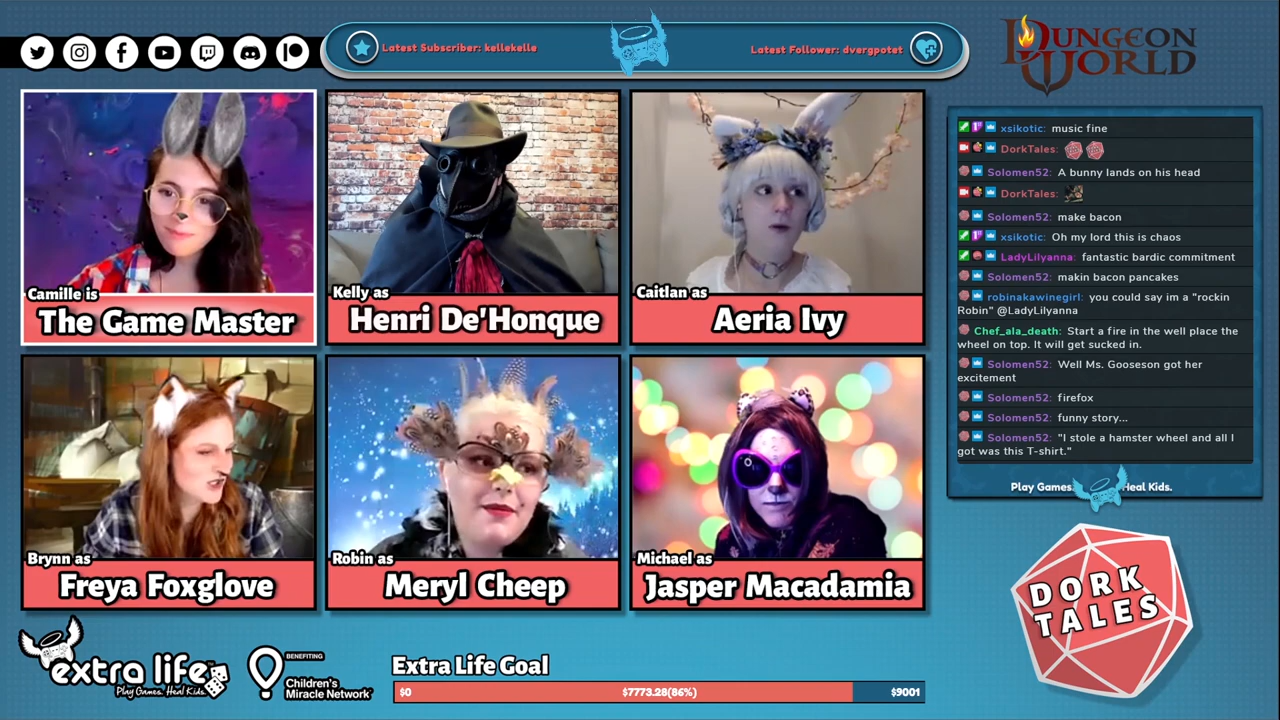 Latest Subscriber: kellekelle
Latest Follower: dvergpotet
DUNGEON
WORLD
Camille is
The Game Master
Kelly as
Henri De'Honque
Caitlan as
Aeria Ivy
Brynn as
Freya Foxglove
Robin as
Meryl Cheep
Michael as
Jasper Macadamia
xsikotic: music fine
DorkTales:
Solomen52: A bunny lands on his head
DorkTales:
Solomen52: make bacon
xsikotic: Oh my lord this is chaos
LadyLilyanna: fantastic bardic commitment
Solomen52: makin bacon pancakes
robinakawinegirl: you could say im a "rockin
Robin" @LadyLilyanna
Chef_ala_death: Start a fire in the well place the
wheel on top. It will get sucked in.
Solomen52: Well Ms. Gooseson got her
excitement
Solomen52: firefox
Solomen52: funny story...
Solomen52: "I stole a hamster wheel and all I
got was this T-shirt."
Play Games. Heal Kids.
DORK
TALES
extra life
Play Games. Heal Kids.
BENEFITING
Children's
Miracle Network
Extra Life Goal
$0 $7773.28(86%) $9001